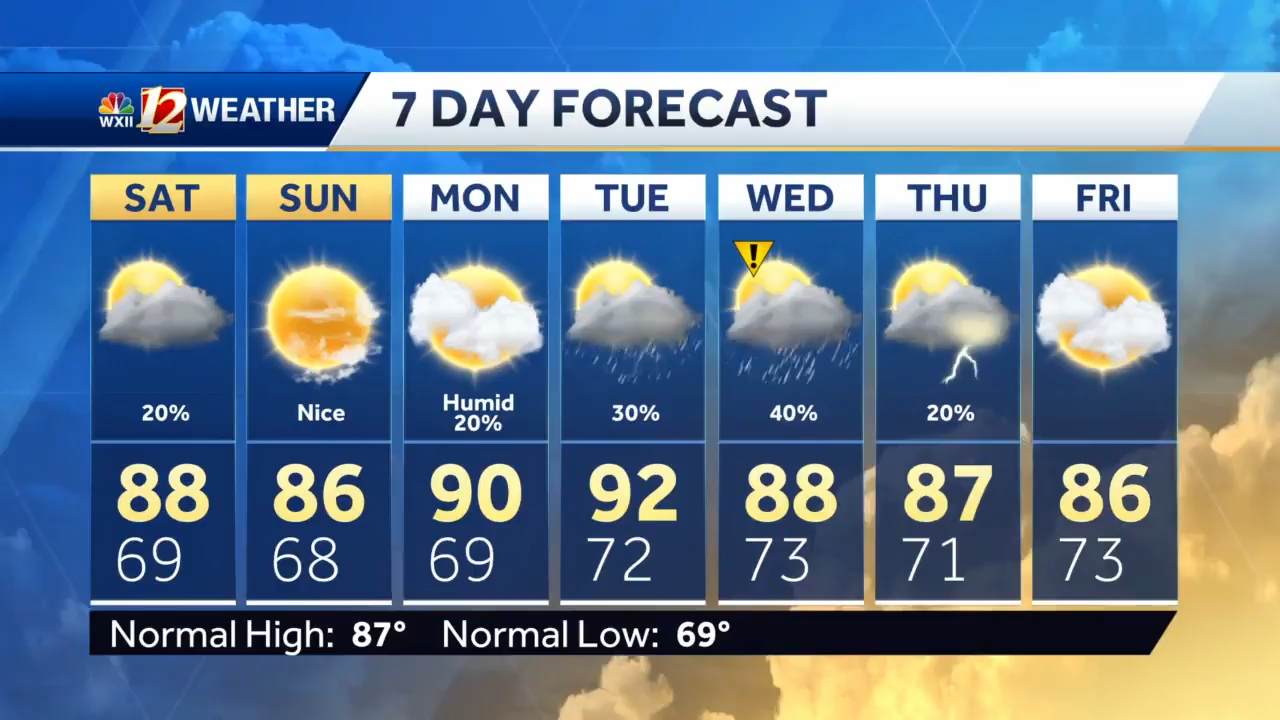 WXII 12 WEATHER
7 DAY FORECAST
SAT SUN MON TUE WED THU FRI
!
20% Nice Humid 20% 30% 40% 20%
88 86 90 92 88 87 86
69 68 69 72 73 71 73
Normal High: 87° Normal Low: 69°